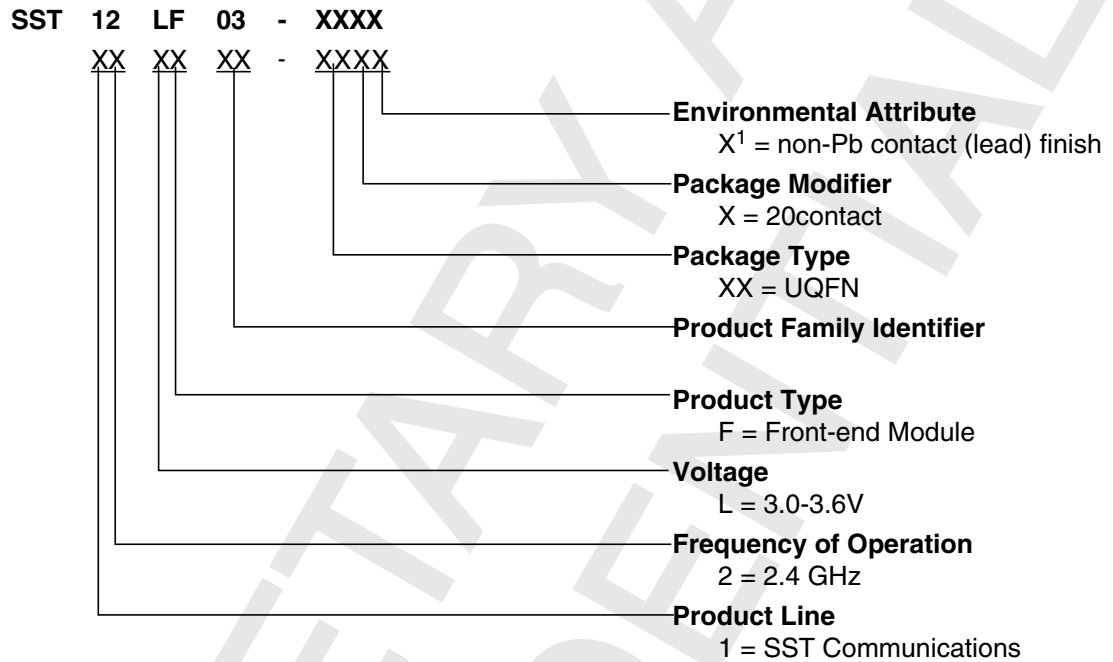 SST 12 LF 03 - XXXX
XX XX XX - XXXX
Environmental Attribute
X1 = non-Pb contact (lead) finish
Package Modifier
X = 20contact
Package Type
XX = UQFN
Product Family Identifier
Product Type
F = Front-end Module
Voltage
L = 3.0-3.6V
Frequency of Operation
2 = 2.4 GHz
Product Line
1 = SST Communications